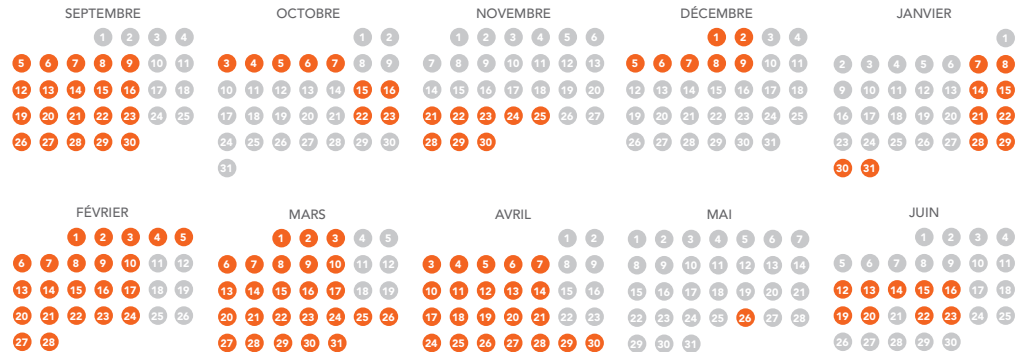 SEPTEMBRE OCTOBRE NOVEMBRE DÉCEMBRE JANVIER
1 2 3 4 1 2 1 2 3 4 5 6 1 2 3 4 1
5 6 7 8 9 10 11 3 4 5 6 7 8 9 7 8 9 10 11 12 13 5 6 7 8 9 10 11 2 3 4 5 6 7 8
12 13 14 15 16 17 18 10 11 12 13 14 15 16 14 15 16 17 18 19 20 12 13 14 15 16 17 18 9 10 11 12 13 14 15
19 20 21 22 23 24 25 17 18 19 20 21 22 23 21 22 23 24 25 26 27 19 20 21 22 23 24 25 16 17 18 19 20 21 22
26 27 28 29 30 24 25 26 27 28 29 30 28 29 30 26 27 28 29 30 31 23 24 25 26 27 28 29
31 30 31
FÉVRIER MARS AVRIL MAI JUIN
1 2 3 4 5 1 2 3 4 5 1 2 1 2 3 4 5 6 7 1 2 3 4
6 7 8 9 10 11 12 6 7 8 9 10 11 12 3 4 5 6 7 8 9 8 9 10 11 12 13 14 5 6 7 8 9 10 11
13 14 15 16 17 18 19 13 14 15 16 17 18 19 10 11 12 13 14 15 16 15 16 17 18 19 20 21 12 13 14 15 16 17 18
20 21 22 23 24 25 26 20 21 22 23 24 25 26 17 18 19 20 21 22 23 22 23 24 25 26 27 28 19 20 21 22 23 24 25
27 28 27 28 29 30 31 24 25 26 27 28 29 30 29 30 31 26 27 28 29 30